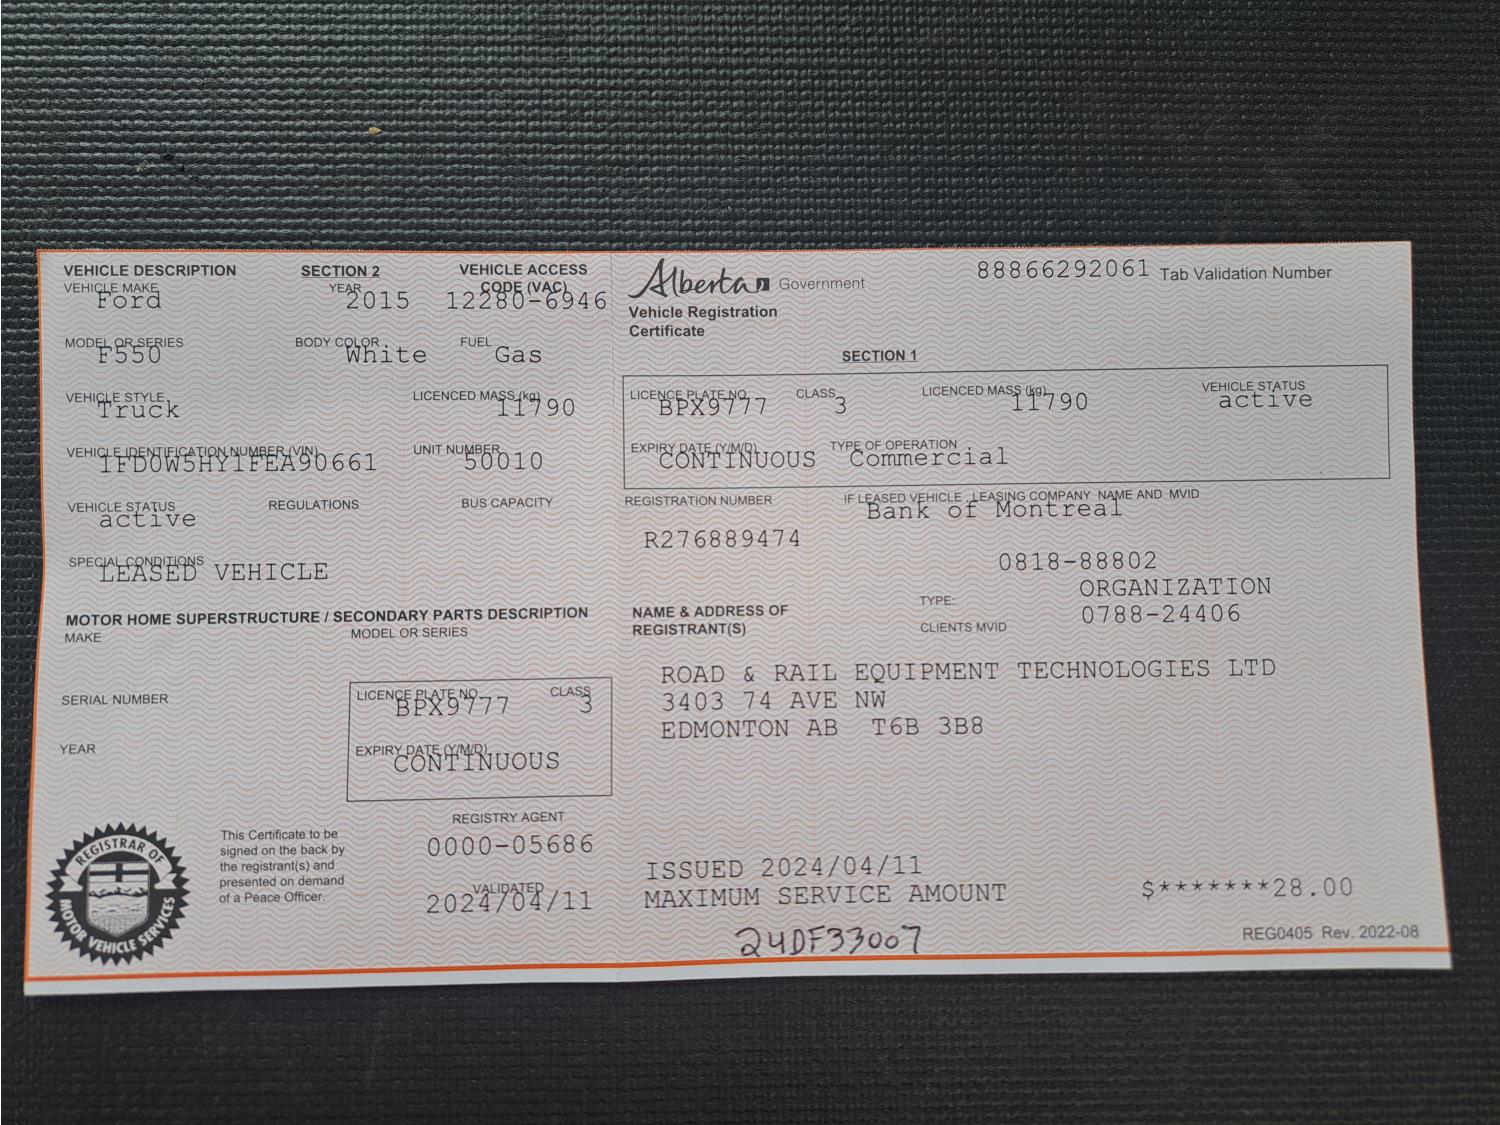 VEHICLE DESCRIPTION SECTION 2 VEHICLE ACCESS CODE (VAC)
VEHICLE MAKE YEAR
Ford 2015 12280-6946
MODEL OR SERIES BODY COLOR FUEL
F550 White Gas
VEHICLE STYLE LICENCED MASS (kg)
Truck 11790
VEHICLE IDENTIFICATION NUMBER (VIN) UNIT NUMBER
1FD0W5HY1FEA90661 50010
VEHICLE STATUS REGULATIONS BUS CAPACITY
active
SPECIAL CONDITIONS
LEASED VEHICLE
MOTOR HOME SUPERSTRUCTURE / SECONDARY PARTS DESCRIPTION
MAKE MODEL OR SERIES
SERIAL NUMBER
LICENCE PLATE NO. CLASS
BPX9777 3
YEAR
EXPIRY DATE (Y/M/D)
CONTINUOUS
REGISTRAR OF
MOTOR VEHICLE SERVICES
This Certificate to be
signed on the back by
the registrant(s) and
presented on demand
of a Peace Officer.
REGISTRY AGENT
0000-05686
VALIDATED
2024/04/11
Alberta Government
88866292061 Tab Validation Number
Vehicle Registration
Certificate
SECTION 1
LICENCE PLATE NO. CLASS LICENCED MASS (kg) VEHICLE STATUS
BPX9777 3 11790 active
EXPIRY DATE (Y/M/D) TYPE OF OPERATION
CONTINUOUS Commercial
REGISTRATION NUMBER IF LEASED VEHICLE, LEASING COMPANY NAME AND MVID
Bank of Montreal
R276889474
0818-88802
TYPE: ORGANIZATION
CLIENTS MVID 0788-24406
NAME & ADDRESS OF
REGISTRANT(S)
ROAD & RAIL EQUIPMENT TECHNOLOGIES LTD
3403 74 AVE NW
EDMONTON AB T6B 3B8
ISSUED 2024/04/11
MAXIMUM SERVICE AMOUNT $*******28.00
24DF33007
REG0405 Rev. 2022-08